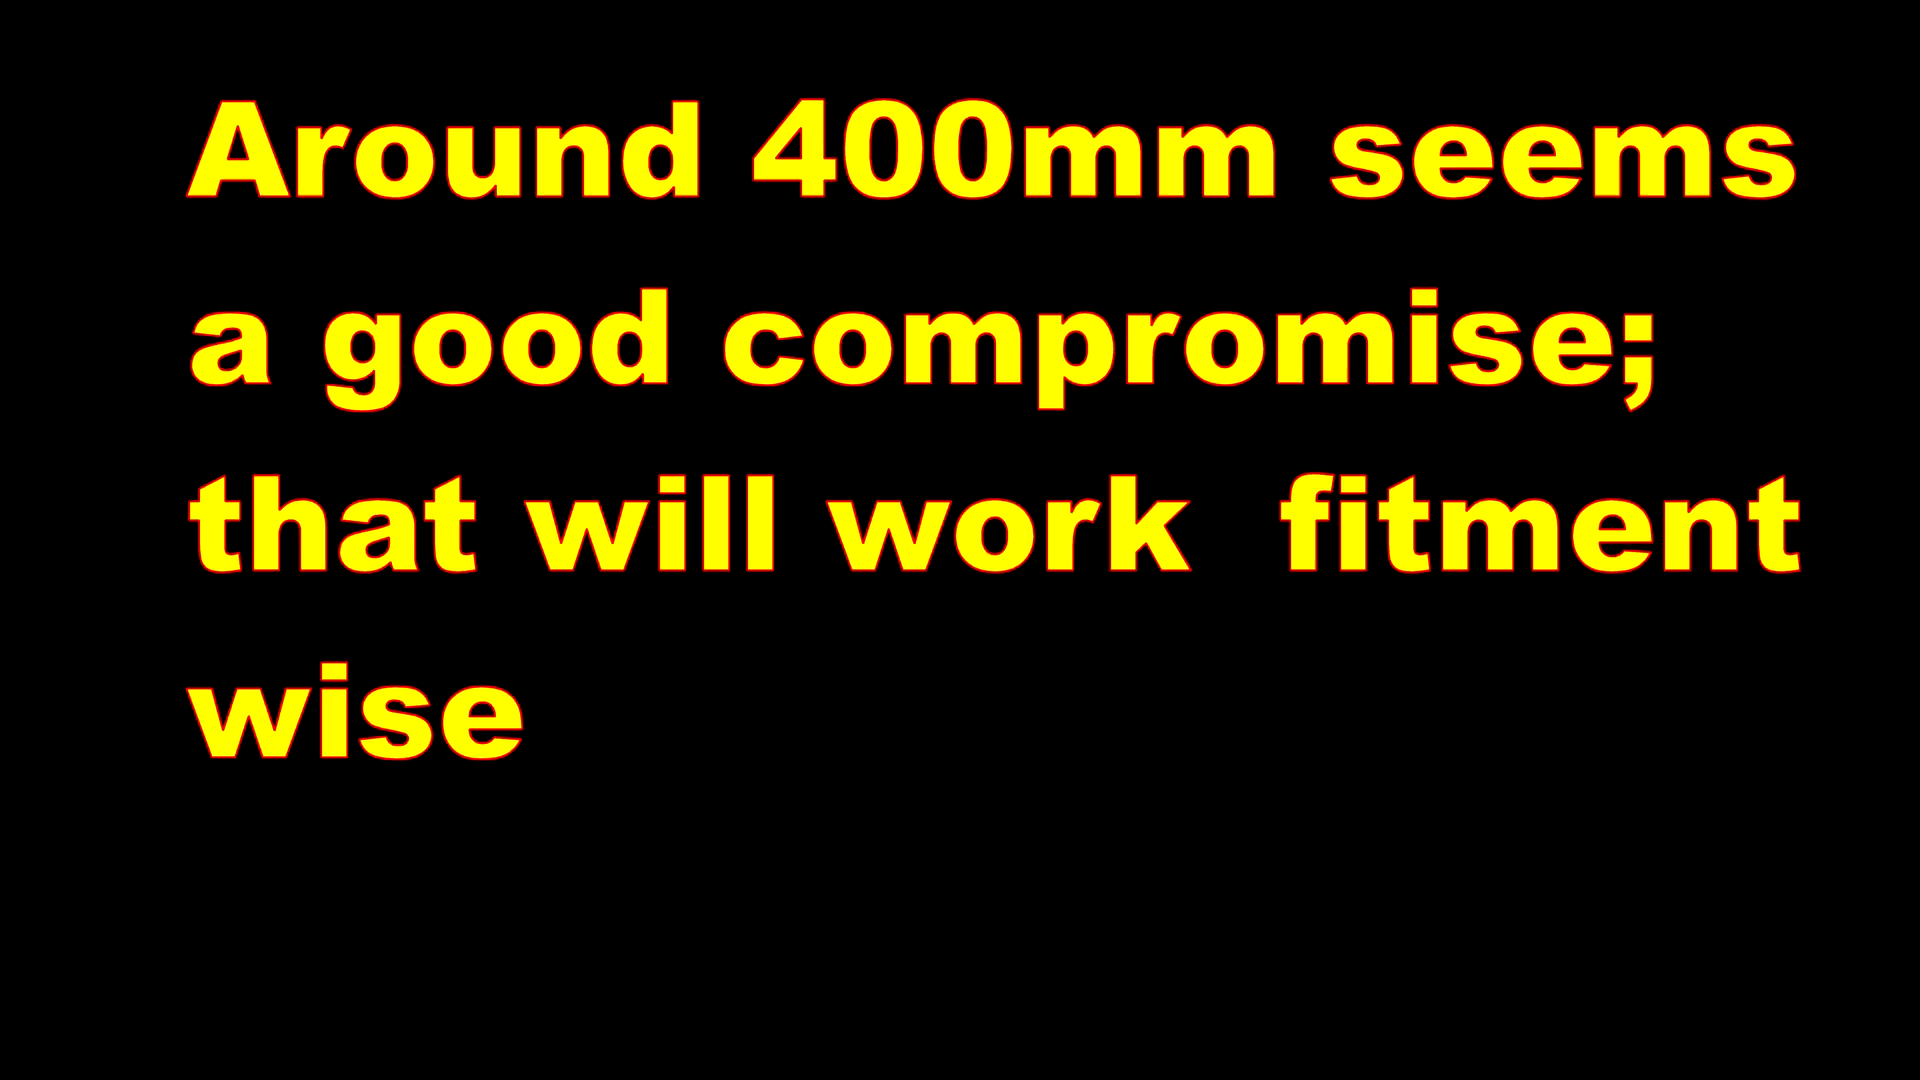 Around 400mm seems
a good compromise;
that will work  fitment
wise